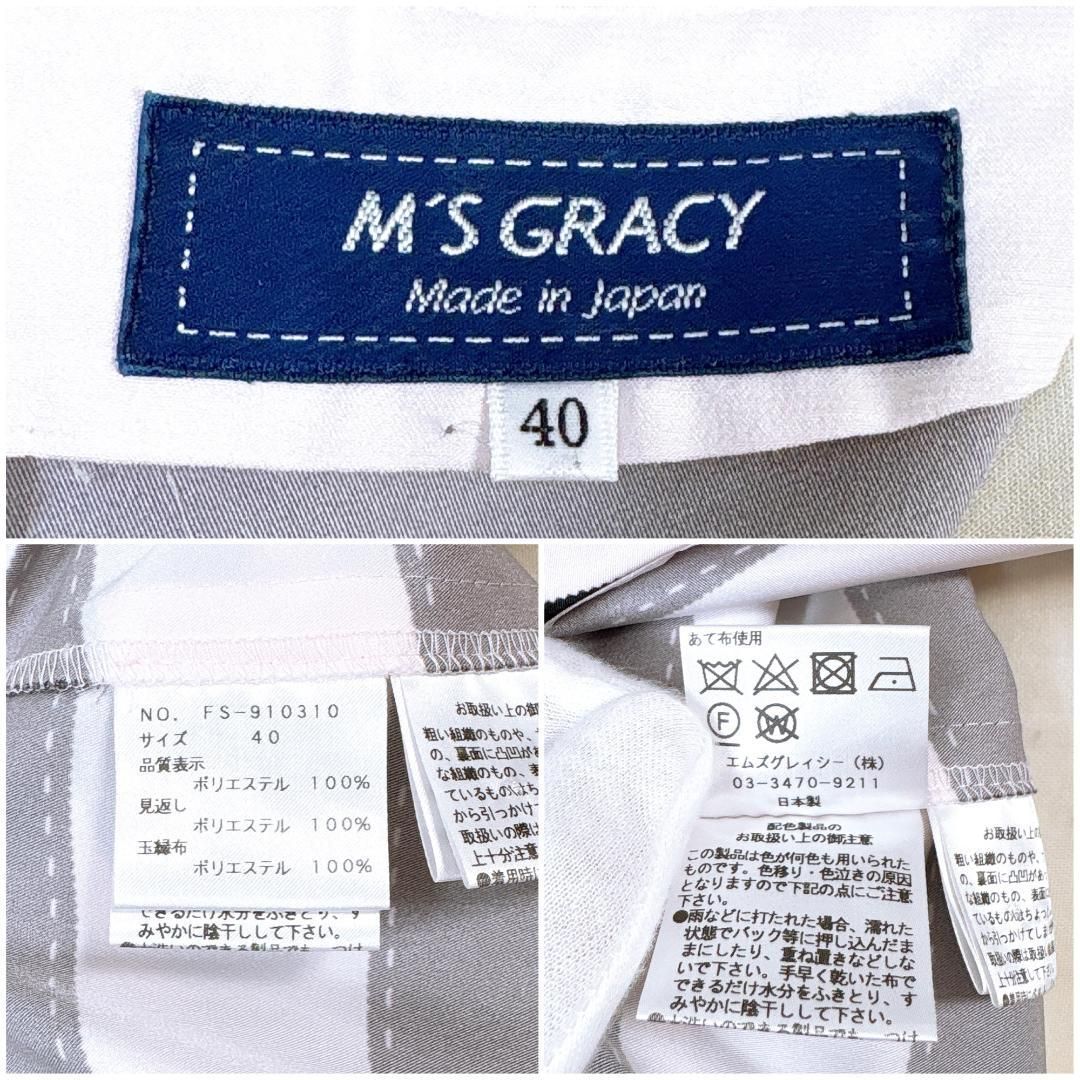 M'S GRACY
Made in Japan
40
NO. FS-910310
サイズ 40
品質表示
ポリエステル 100%
見返し
ポリエステル 100%
玉縁布
ポリエステル 100%
できるだけ水分をふきとり、す
みやかに陰干しして下さい。
お取扱い上の御
粗い組織のものや、
の、裏面に凸凹が
な組織のもの、表
ているものはちょ
から引っかけて
取扱いの際は
上十分注意
●着用時に
あて布使用
F
W
エムズグレイシー(株)
03-3470-9211
日本製
配色製品の
お取扱い上の御注意
この製品は色が何色も用いられた
ものです。色移り・色泣きの原因
となりますので下記の点にご注意
下さい。
●雨などに打たれた場合、濡れた
状態でバック等に押し込んだま
まにしたり、重ね置きなどしな
いで下さい。手早く乾いた布で
できるだけ水分をふきとり、す
みやかに陰干しして下さい。
お取扱い上の
粗い組織のものや、
の、裏面に凸凹があ
な組織のもの、表面
ているものはちょっ
から引っかけてしま
取扱いの際は取扱い
上十分注意して